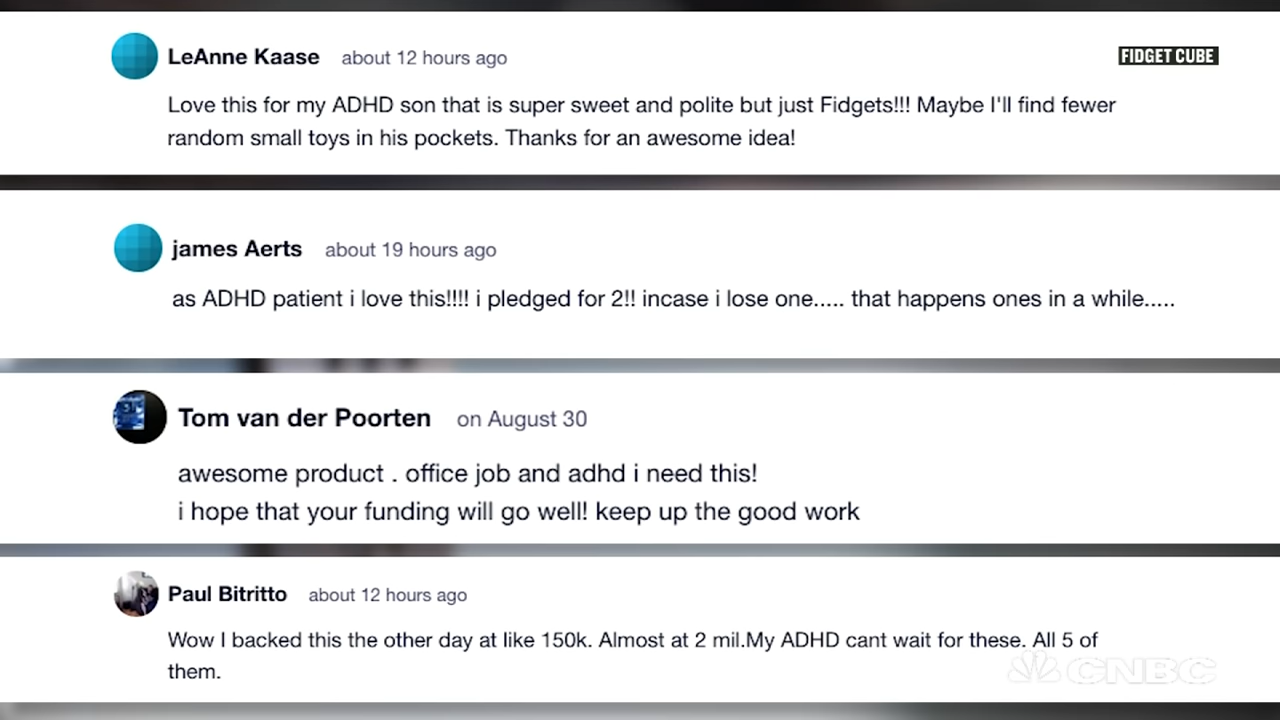 LeAnne Kaase about 12 hours ago
FIDGET CUBE
Love this for my ADHD son that is super sweet and polite but just Fidgets!!! Maybe I'll find fewer
random small toys in his pockets. Thanks for an awesome idea!
james Aerts about 19 hours ago
as ADHD patient i love this!!!! i pledged for 2!! incase i lose one..... that happens ones in a while.....
Tom van der Poorten on August 30
awesome product . office job and adhd i need this!
i hope that your funding will go well! keep up the good work
Paul Bitritto about 12 hours ago
Wow I backed this the other day at like 150k. Almost at 2 mil.My ADHD cant wait for these. All 5 of
them.
CNBC